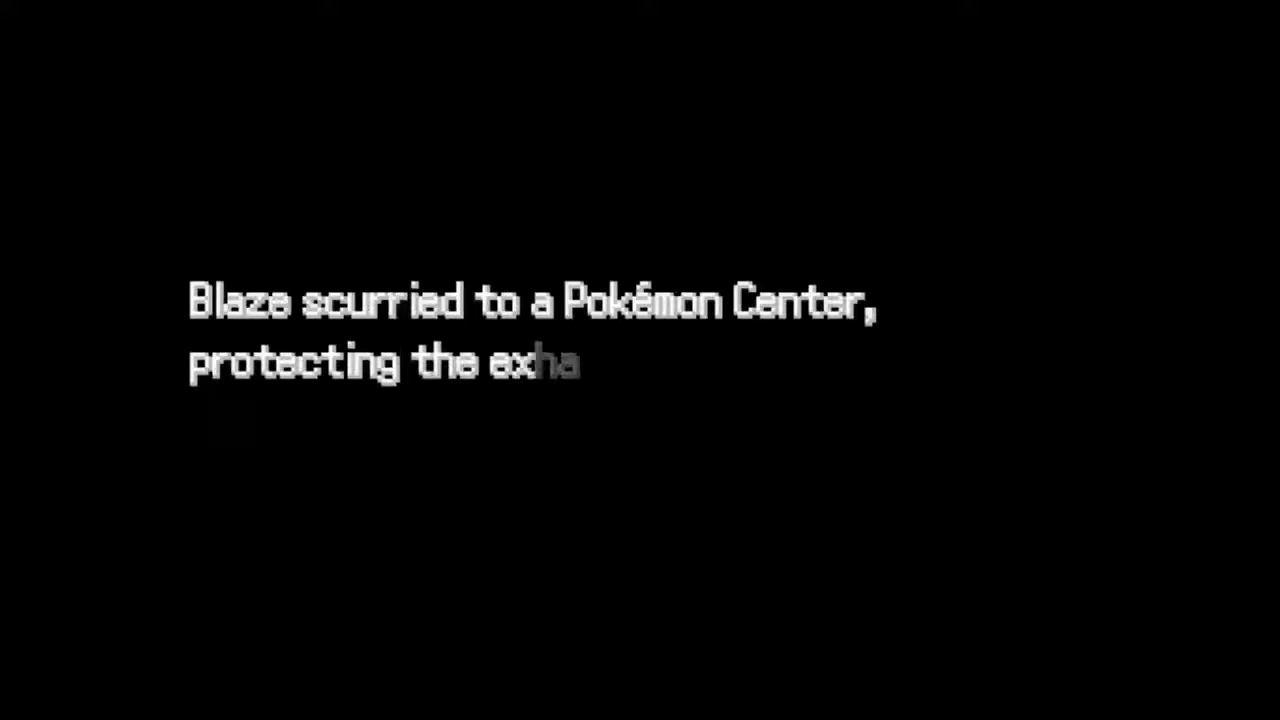 Blaze scurried to a Pokémon Center,
protecting the exha